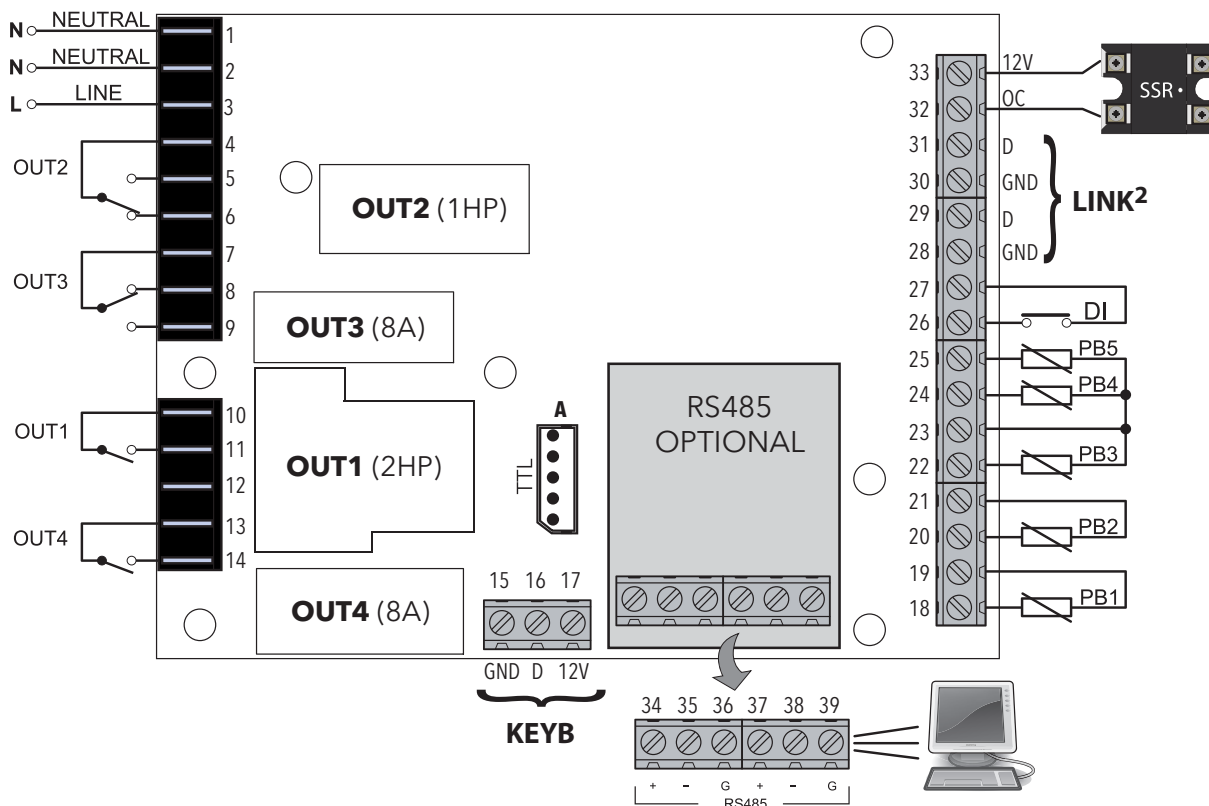 N NEUTRAL 1
N NEUTRAL 2
L LINE 3
4
OUT2 5
6
7
OUT3 8
9
10
OUT1 11
12
13
OUT4 14
OUT2 (1HP)
OUT3 (8A)
OUT1 (2HP)
OUT4 (8A)
A
TTL
RS485
OPTIONAL
15 16 17
GND D 12V
KEYB
33 12V
32 OC
SSR
31 D
30 GND
29 D
28 GND
LINK2
27
26 DI
25 PB5
24 PB4
23
22 PB3
21
20 PB2
19
18 PB1
34 35 36 37 38 39
+ - G + - G
RS485